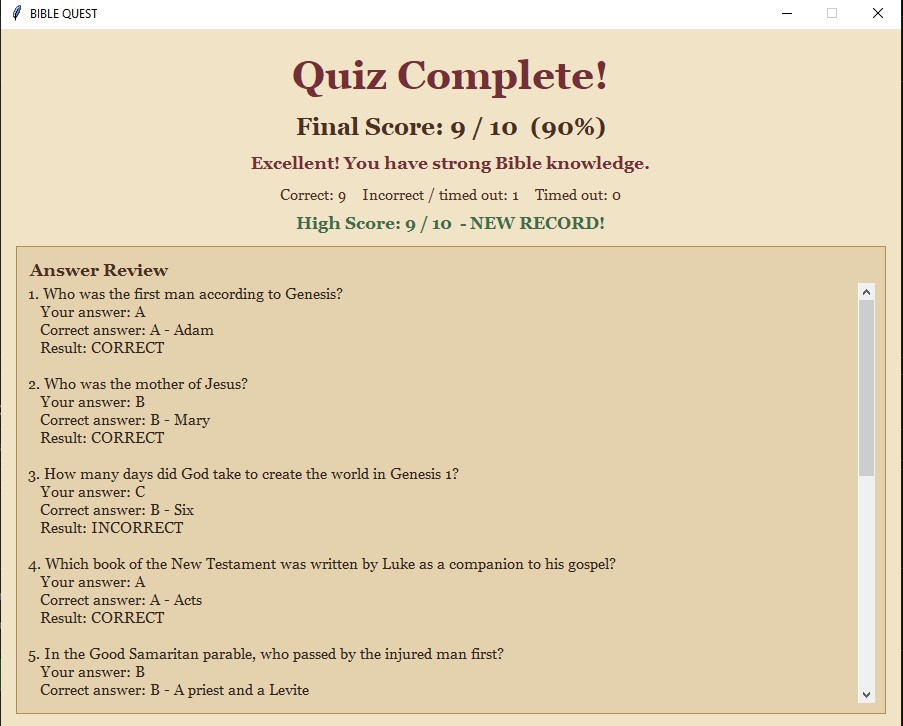 BIBLE QUEST
Quiz Complete!
Final Score: 9 / 10 (90%)
Excellent! You have strong Bible knowledge.
Correct: 9 Incorrect / timed out: 1 Timed out: 0
High Score: 9 / 10 - NEW RECORD!
Answer Review
1. Who was the first man according to Genesis?
Your answer: A
Correct answer: A - Adam
Result: CORRECT
2. Who was the mother of Jesus?
Your answer: B
Correct answer: B - Mary
Result: CORRECT
3. How many days did God take to create the world in Genesis 1?
Your answer: C
Correct answer: B - Six
Result: INCORRECT
4. Which book of the New Testament was written by Luke as a companion to his gospel?
Your answer: A
Correct answer: A - Acts
Result: CORRECT
5. In the Good Samaritan parable, who passed by the injured man first?
Your answer: B
Correct answer: B - A priest and a Levite